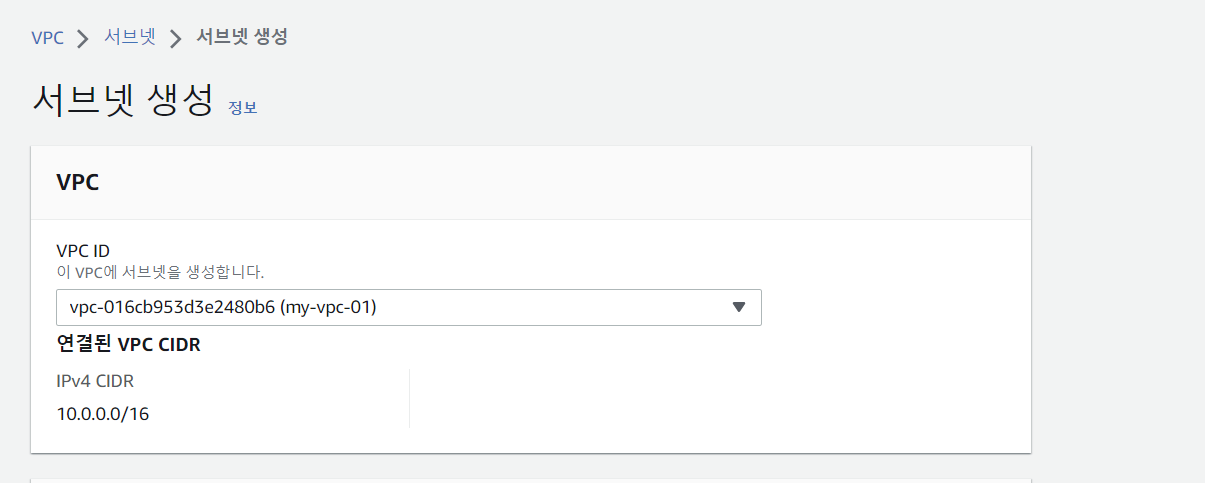 VPC > 서브넷 > 서브넷 생성
서브넷 생성 정보
VPC
VPC ID
이 VPC에 서브넷을 생성합니다.
vpc-016cb953d3e2480b6 (my-vpc-01)
연결된 VPC CIDR
IPv4 CIDR
10.0.0.0/16